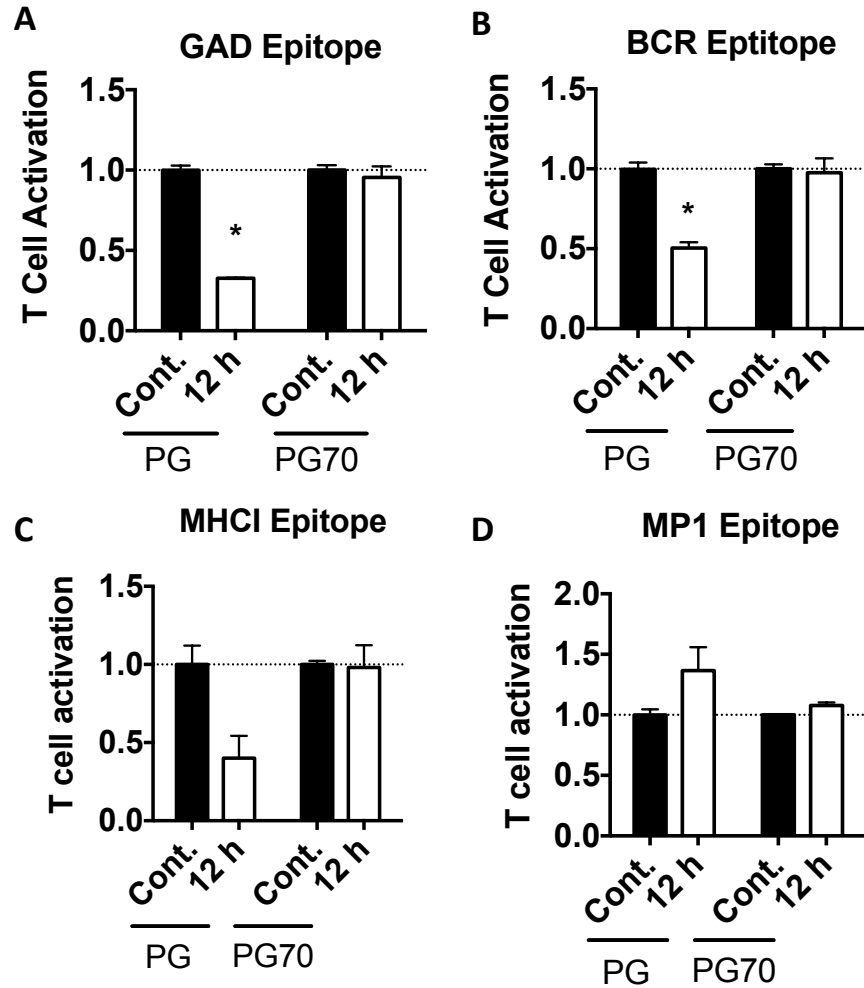 A
GAD Epitope
T Cell Activation
1.5
1.0
0.5
0.0
*
Cont.
12 h
Cont.
12 h
PG
PG70
B
BCR Eptitope
T Cell Activation
1.5
1.0
0.5
0.0
*
Cont.
12 h
Cont.
12 h
PG
PG70
C
MHCI Epitope
T cell activation
1.5
1.0
0.5
0.0
Cont.
12 h
Cont.
12 h
PG
PG70
D
MP1 Epitope
T cell activation
2.0
1.5
1.0
0.5
0.0
Cont.
12 h
Cont.
12 h
PG
PG70